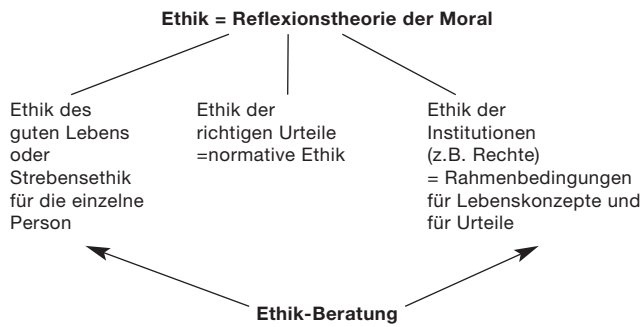 Ethik = Reflexionstheorie der Moral
Ethik des
guten Lebens
oder
Strebensethik
für die einzelne
Person
Ethik der
richtigen Urteile
=normative Ethik
Ethik der
Institutionen
(z.B. Rechte)
= Rahmenbedingungen
für Lebenskonzepte und
für Urteile
Ethik-Beratung